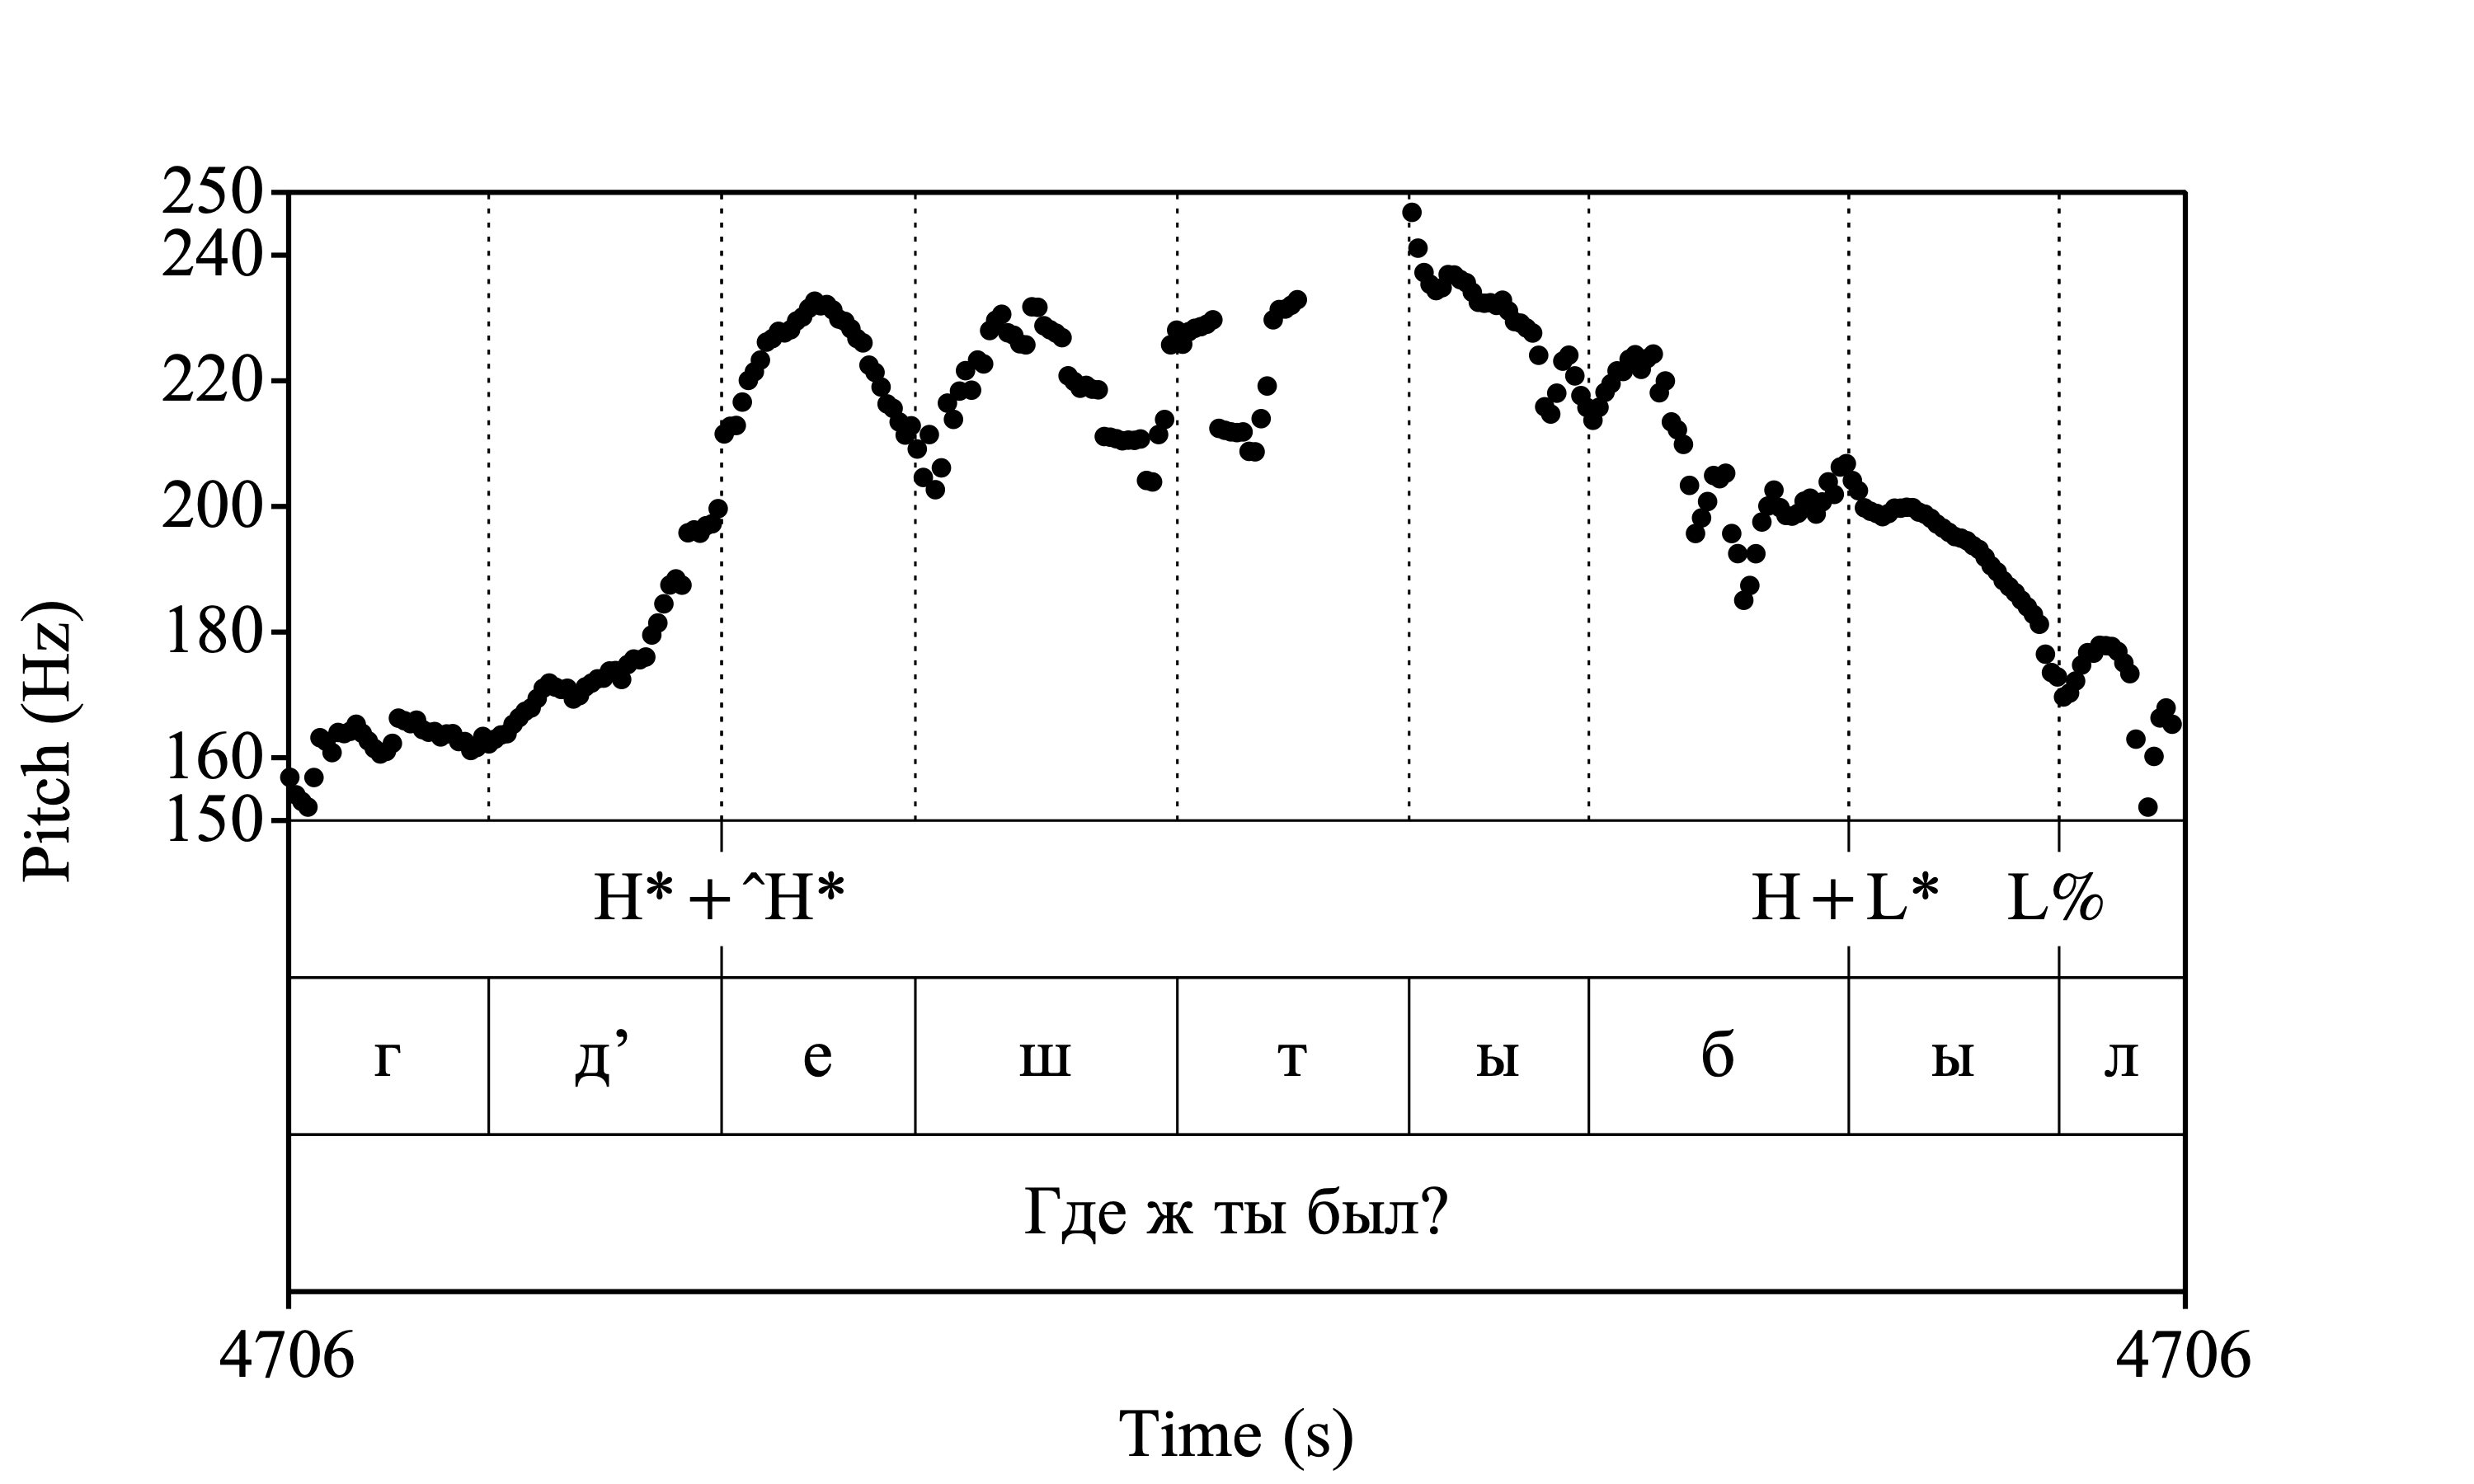 250
240
220
200
180
160
150
Pitch (Hz)
H*+^H* H+L* L%
г д’ е ш т ы б ы л
Где ж ты был?
4706 4706
Time (s)